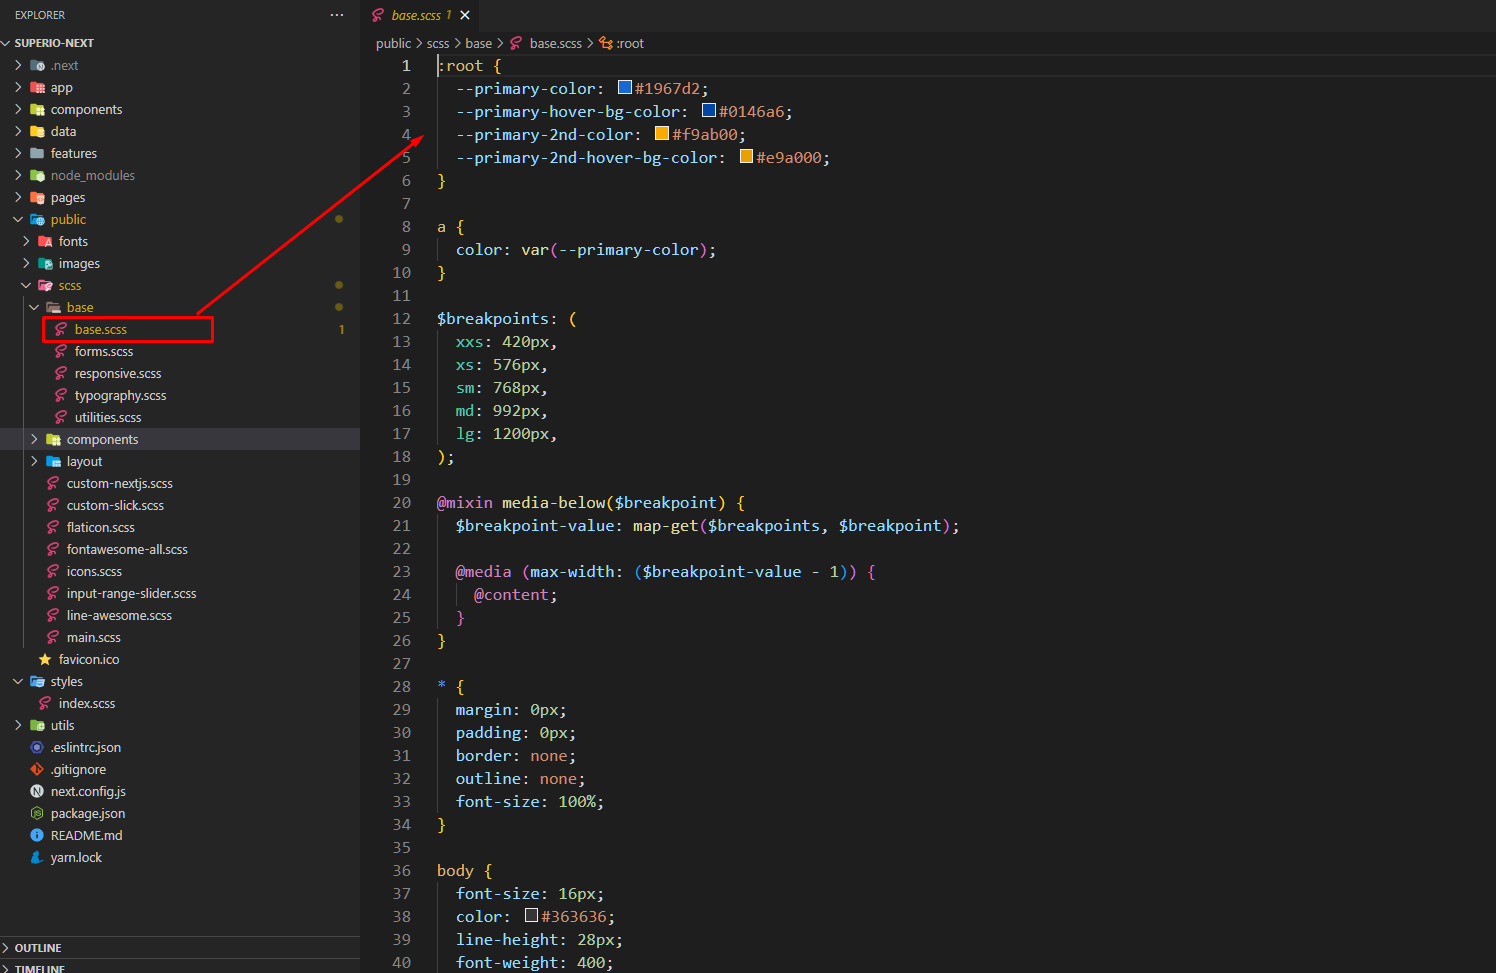 EXPLORER
SUPERIO-NEXT
.next
app
components
data
features
node_modules
pages
public
fonts
images
scss
base
base.scss 1
forms.scss
responsive.scss
typography.scss
utilities.scss
components
layout
custom-nextjs.scss
custom-slick.scss
flaticon.scss
fontawesome-all.scss
icons.scss
input-range-slider.scss
line-awesome.scss
main.scss
favicon.ico
styles
index.scss
utils
.eslintrc.json
.gitignore
next.config.js
package.json
README.md
yarn.lock
OUTLINE
TIMELINE
base.scss 1
public > scss > base > base.scss > :root
1 :root {
2   --primary-color: #1967d2;
3   --primary-hover-bg-color: #0146a6;
4   --primary-2nd-color: #f9ab00;
5   --primary-2nd-hover-bg-color: #e9a000;
6 }
7
8 a {
9   color: var(--primary-color);
10 }
11
12 $breakpoints: (
13   xxs: 420px,
14   xs: 576px,
15   sm: 768px,
16   md: 992px,
17   lg: 1200px,
18 );
19
20 @mixin media-below($breakpoint) {
21   $breakpoint-value: map-get($breakpoints, $breakpoint);
22
23   @media (max-width: ($breakpoint-value - 1)) {
24     @content;
25   }
26 }
27
28 * {
29   margin: 0px;
30   padding: 0px;
31   border: none;
32   outline: none;
33   font-size: 100%;
34 }
35
36 body {
37   font-size: 16px;
38   color: #363636;
39   line-height: 28px;
40   font-weight: 400;